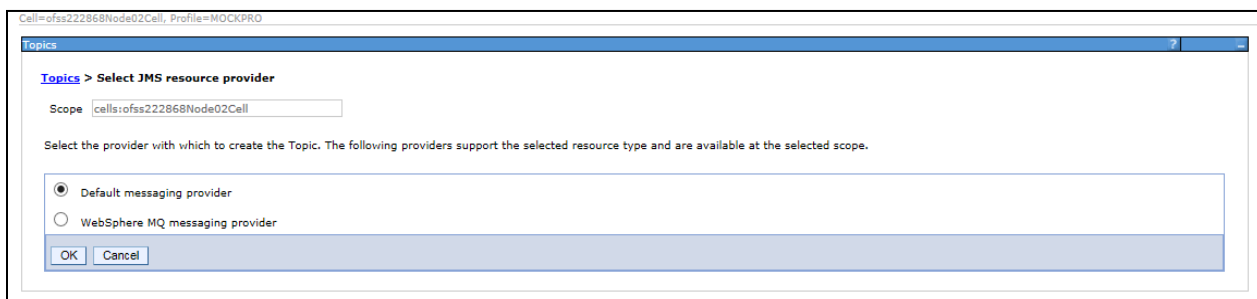 Cell=ofss222868Node02Cell, Profile=MOCKPRO
Topics ? -
Topics > Select JMS resource provider
Scope cells:ofss222868Node02Cell
Select the provider with which to create the Topic. The following providers support the selected resource type and are available at the selected scope.
Default messaging provider
WebSphere MQ messaging provider
OK Cancel